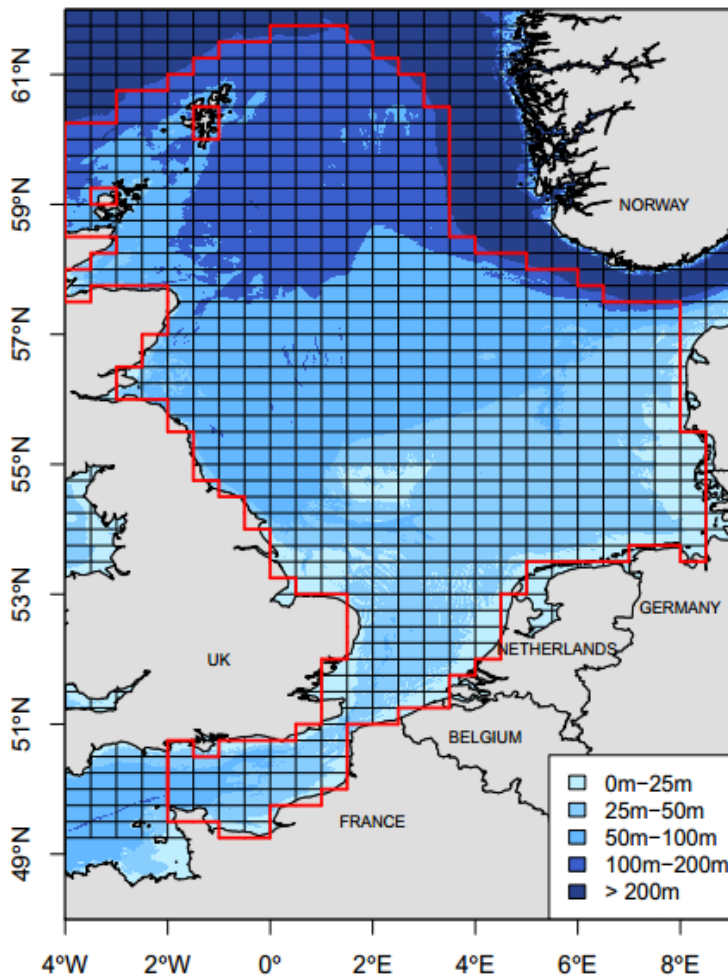 61°N
59°N
57°N
55°N
53°N
51°N
49°N
NORWAY
GERMANY
NETHERLANDS
UK
BELGIUM
FRANCE
0m−25m
25m−50m
50m−100m
100m−200m
> 200m
4°W 2°W 0° 2°E 4°E 6°E 8°E